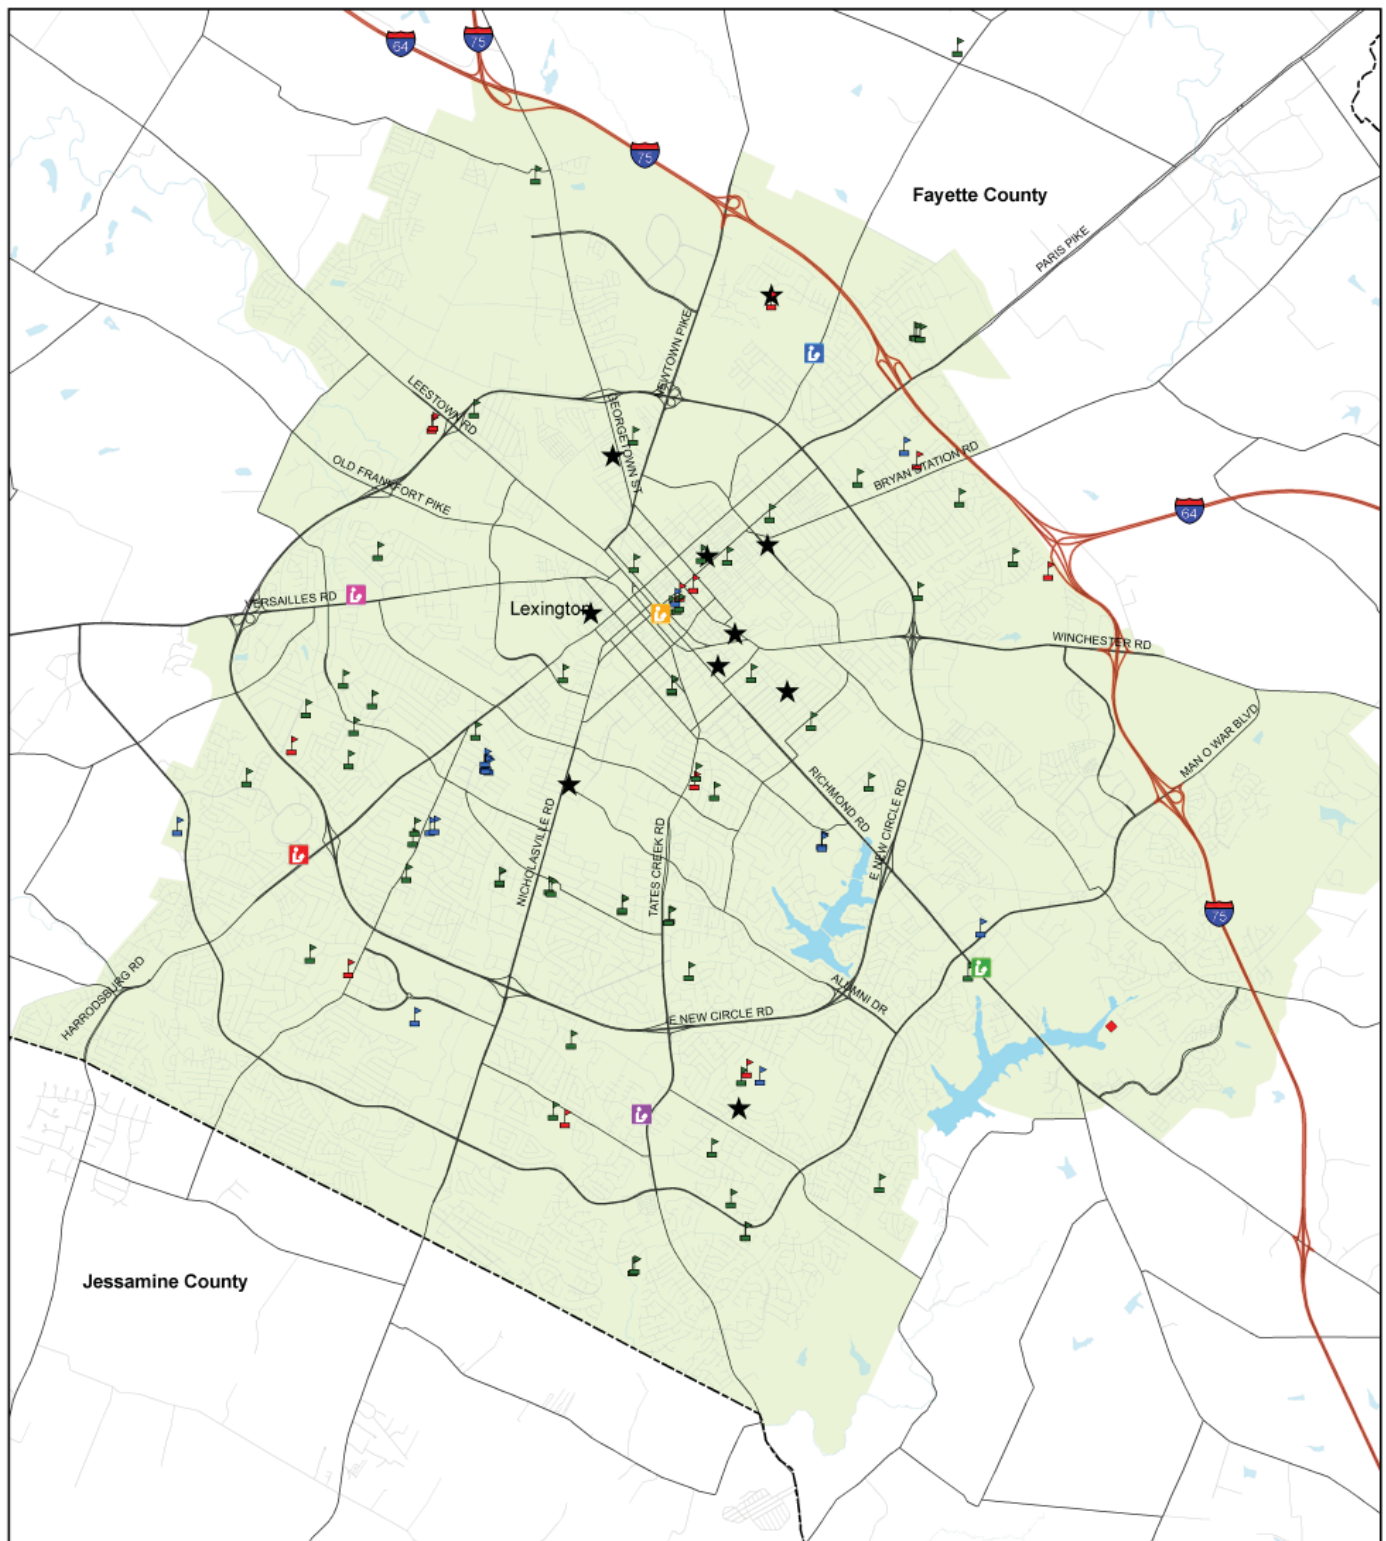 64
75
75
Fayette County
PARIS PIKE
NEWTOWN PIKE
LEESTOWN RD
GEORGETOWN ST
OLD FRANKFORT PIKE
BRYAN STATION RD
64
VERSAILLES RD
Lexington
WINCHESTER RD
MAN O WAR BLVD
RICHMOND RD
E NEW CIRCLE RD
NICHOLASVILLE RD
TATES CREEK RD
75
HARRODSBURG RD
ALUMNI DR
E NEW CIRCLE RD
Jessamine County